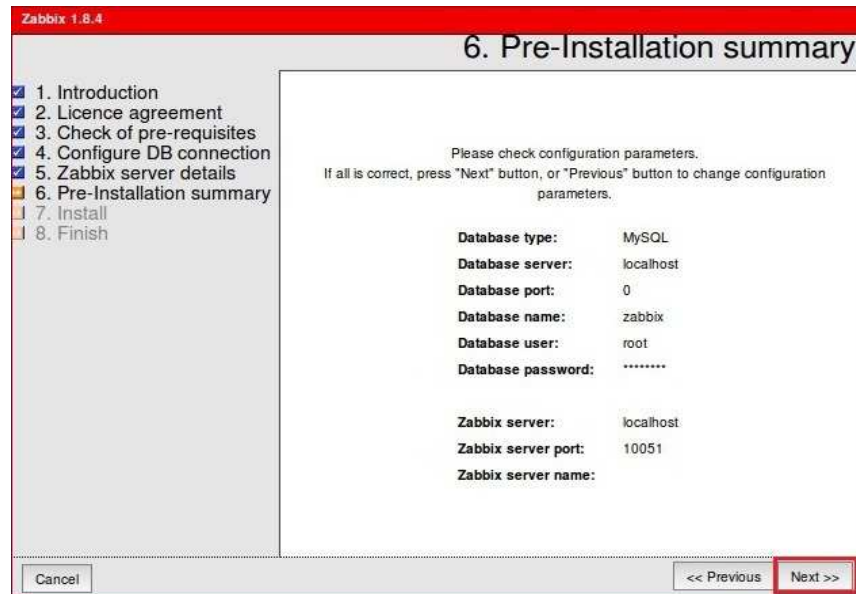 Zabbix 1.8.4
6. Pre-Installation summary
1. Introduction
2. Licence agreement
3. Check of pre-requisites
4. Configure DB connection
5. Zabbix server details
6. Pre-Installation summary
7. Install
8. Finish
Please check configuration parameters.
If all is correct, press "Next" button, or "Previous" button to change configuration
parameters.
Database type: MySQL
Database server: localhost
Database port: 0
Database name: zabbix
Database user: root
Database password: ********
Zabbix server: localhost
Zabbix server port: 10051
Zabbix server name:
Cancel << Previous Next >>